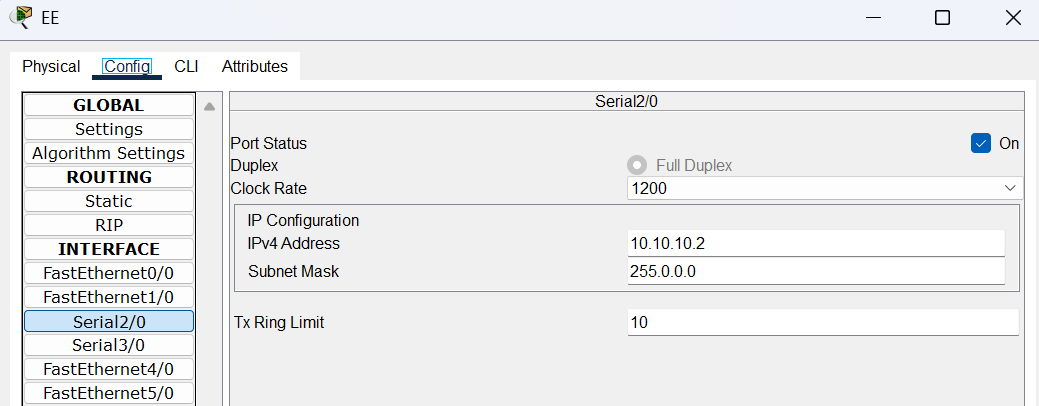 EE
Physical Config CLI Attributes
GLOBAL
Settings
Algorithm Settings
ROUTING
Static
RIP
INTERFACE
FastEthernet0/0
FastEthernet1/0
Serial2/0
Serial3/0
FastEthernet4/0
FastEthernet5/0
Serial2/0
Port Status On
Duplex Full Duplex
Clock Rate 1200
IP Configuration
IPv4 Address 10.10.10.2
Subnet Mask 255.0.0.0
Tx Ring Limit 10